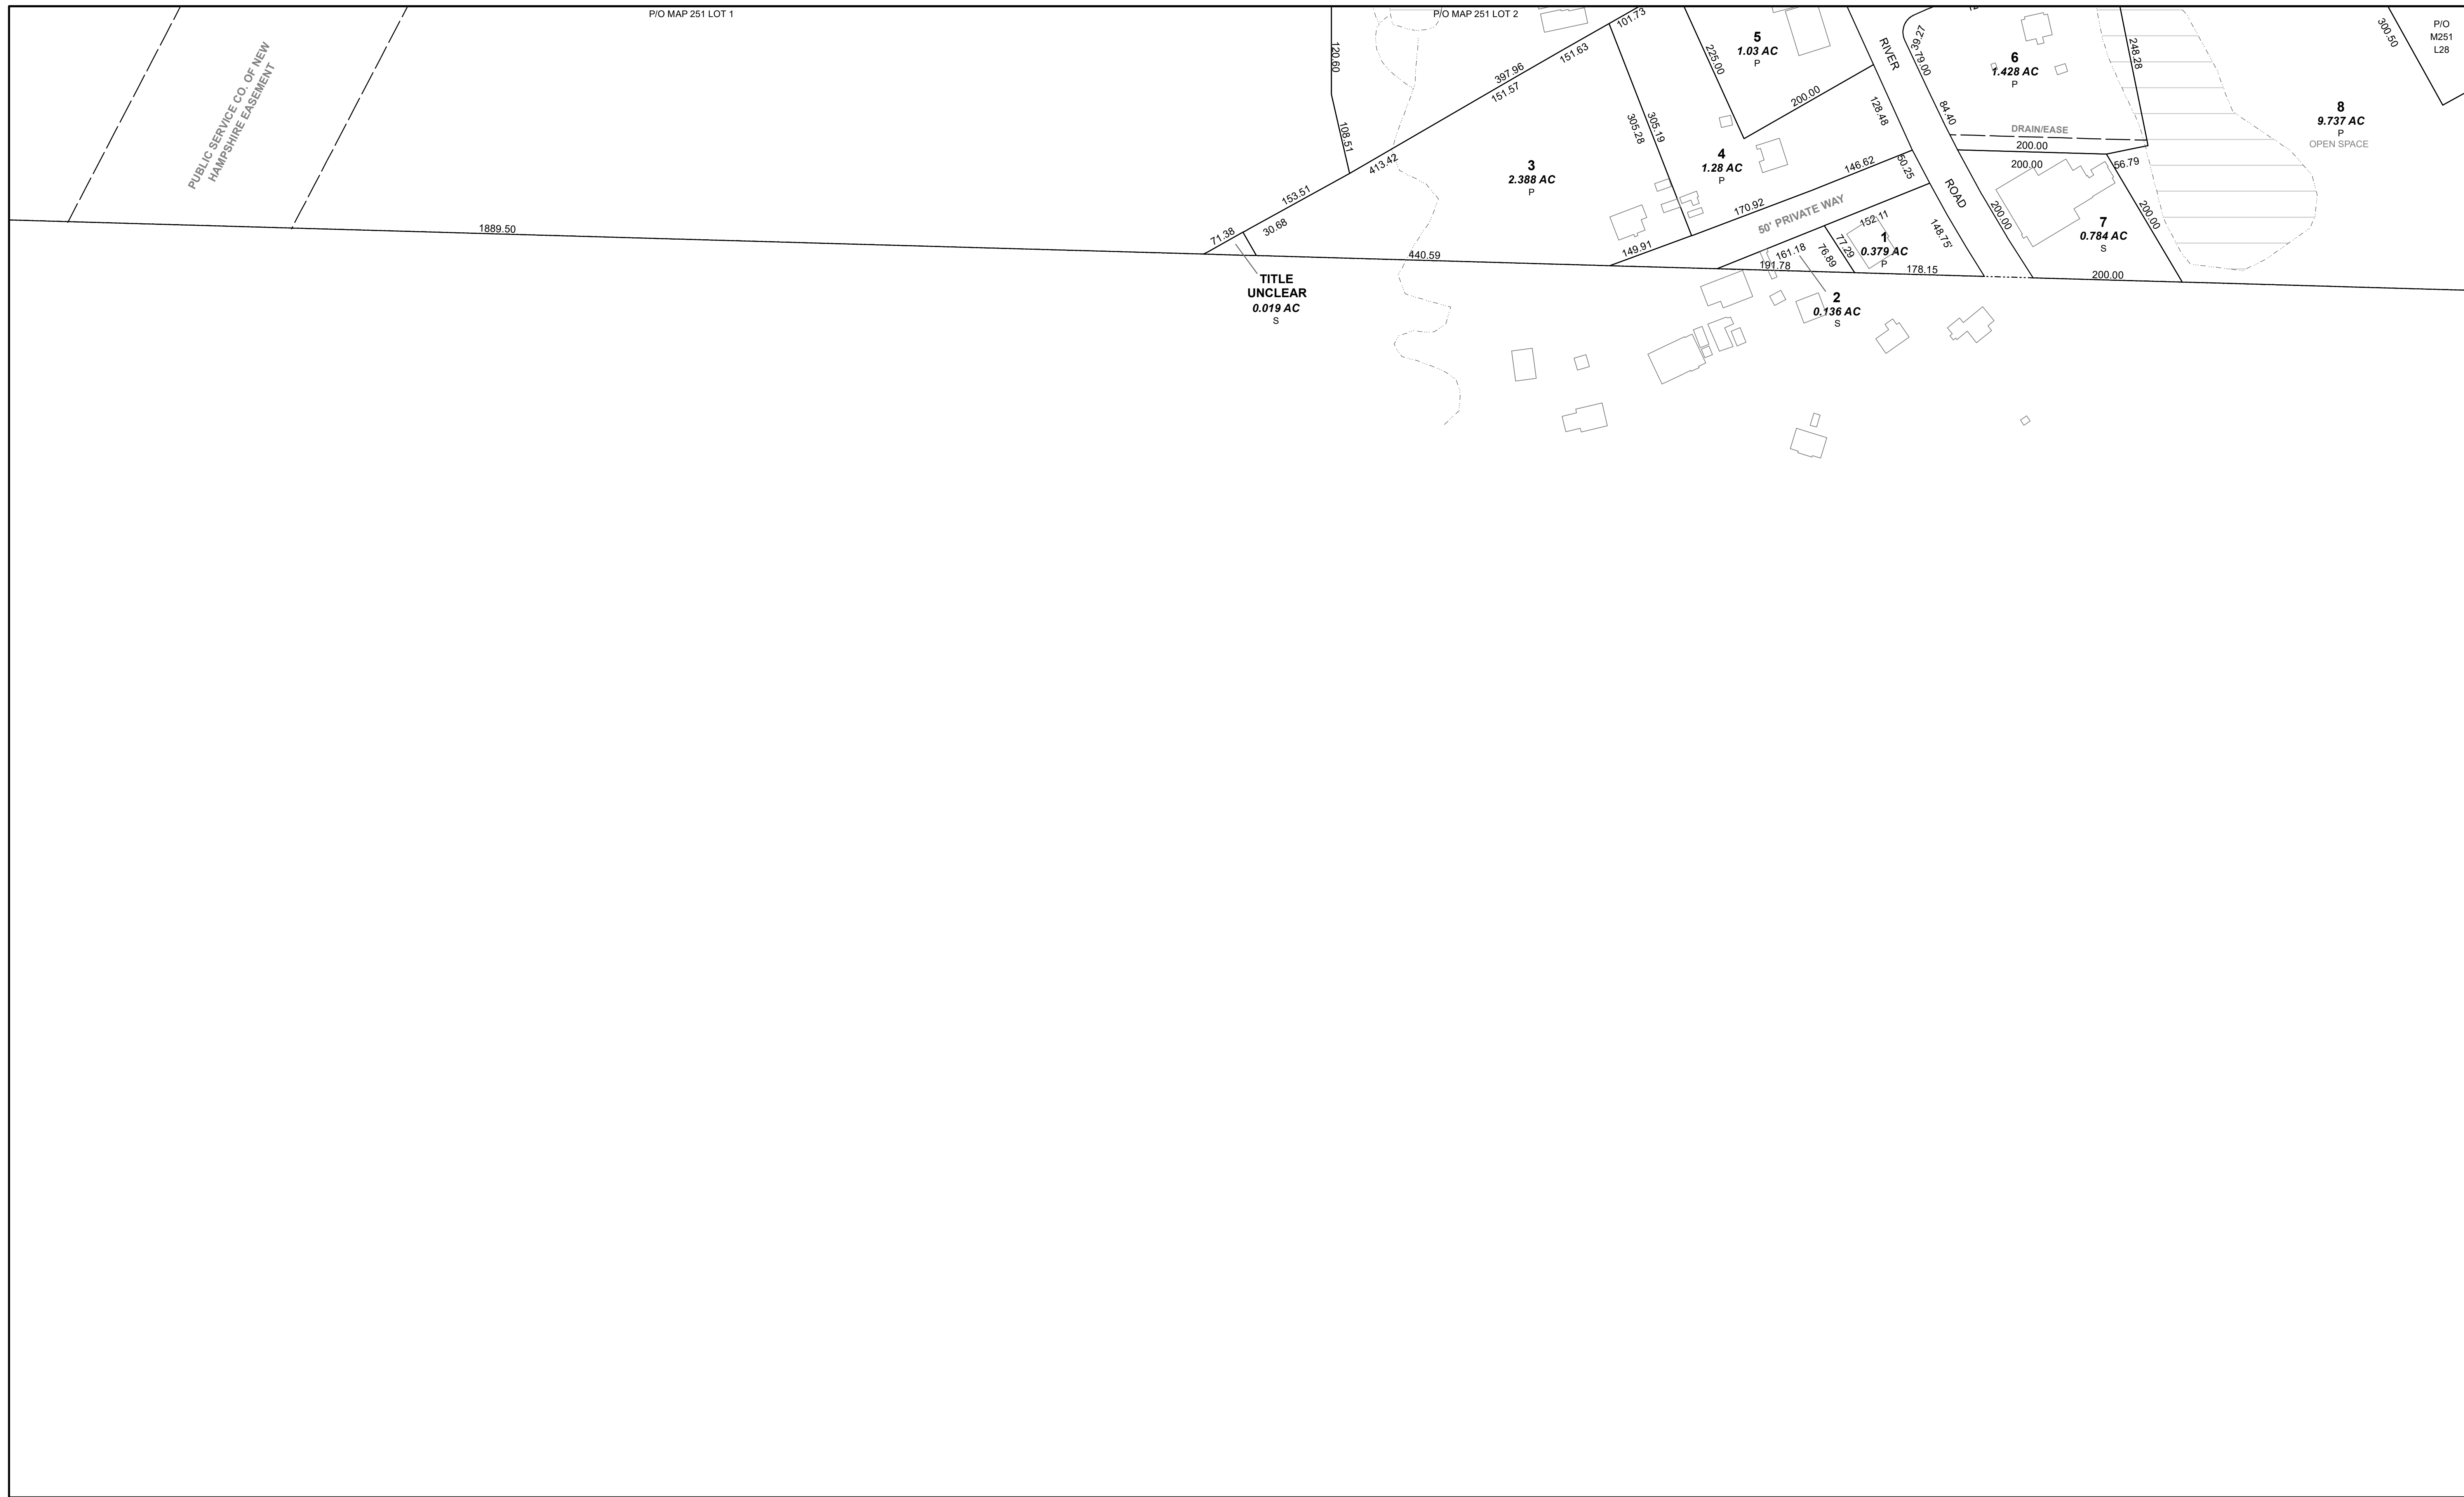 P/O MAP 251 LOT 1
P/O MAP 251 LOT 2
PUBLIC SERVICE CO. OF NEW
HAMPSHIRE EASEMENT
120.60
108.51
397.96
151.57
151.63
101.73
413.42
153.51
71.38
30.68
1889.50
440.59
TITLE
UNCLEAR
0.019 AC
S
3
2.388 AC
P
305.28
305.19
4
1.28 AC
P
225.00
5
1.03 AC
P
200.00
128.48
RIVER
ROAD
39.27
79.00
84.40
6
1.428 AC
P
248.28
DRAIN/EASE
200.00
200.00
56.79
146.62
50.25
170.92
50' PRIVATE WAY
149.91
152.11
161.18
77.29
76.89
1
0.379 AC
P
148.75'
191.78
178.15
2
0.136 AC
S
200.00
7
0.784 AC
S
200.00
200.00
8
9.737 AC
P
OPEN SPACE
300.50
P/O
M251
L28